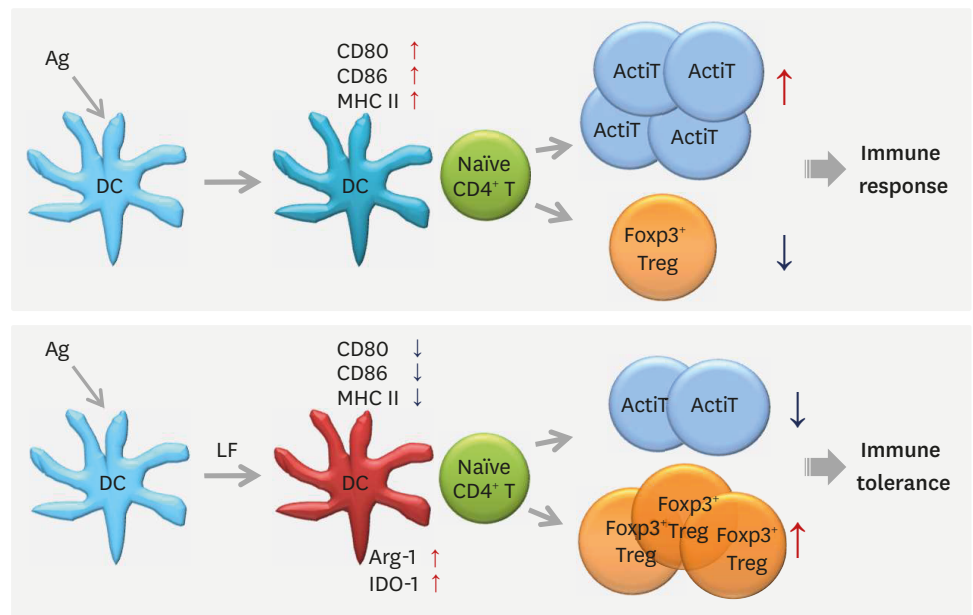 Ag
DC
CD80 ↑
CD86 ↑
MHC II ↑
DC
Naïve
CD4⁺ T
ActiT
ActiT
ActiT
ActiT
↑
Foxp3⁺
Treg
↓
Immune
response
Ag
DC
LF
CD80 ↓
CD86 ↓
MHC II ↓
DC
Arg-1 ↑
IDO-1 ↑
Naïve
CD4⁺ T
ActiT
ActiT
↓
Foxp3⁺
Treg
Foxp3⁺
Treg
Foxp3⁺
Treg
↑
Immune
tolerance